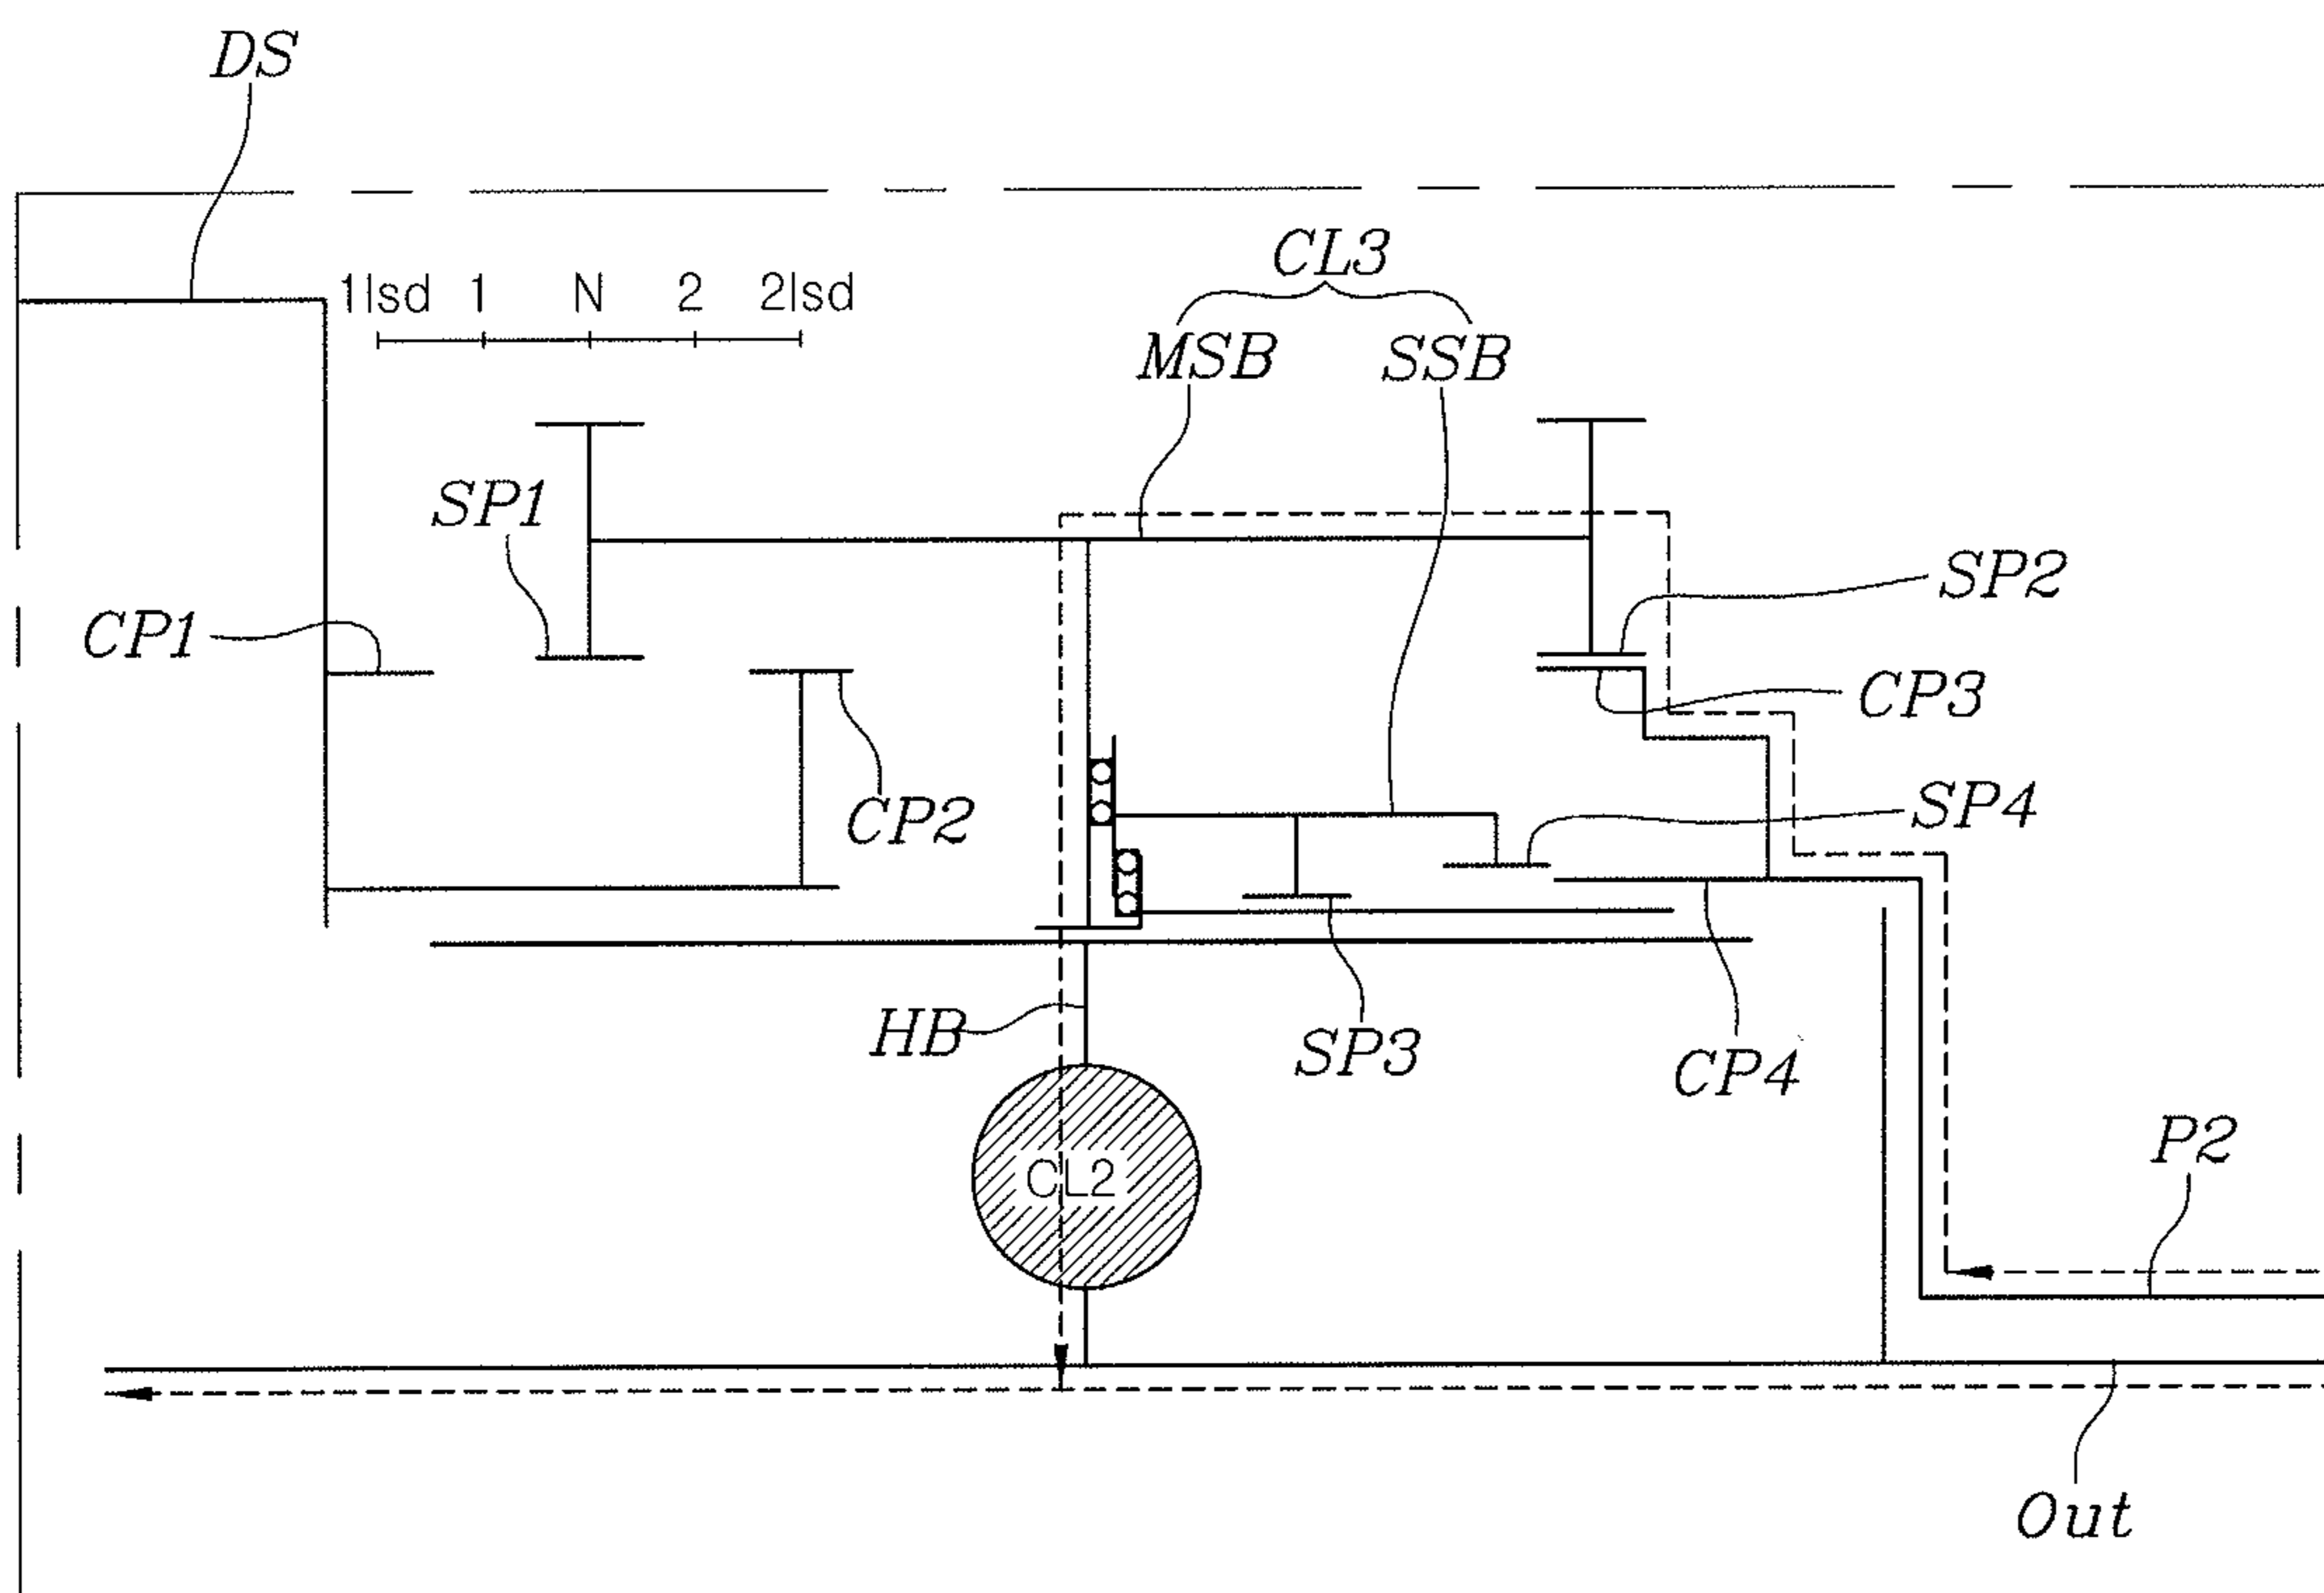 DS
CL3
1lsd 1 N 2 2lsd
MSB SSB
SP1
SP2
CP1
CP3
CP2
SP4
HB
SP3
CP4
P2
CL2
Out